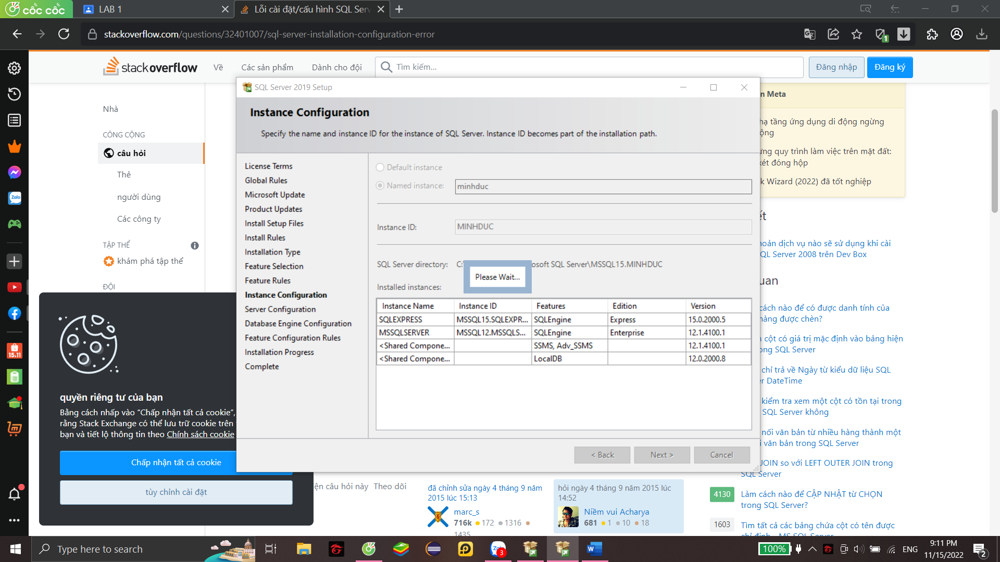 cốc cốc
LAB 1
Lỗi cài đặt/cấu hình SQL Serv
stackoverflow.com/questions/32401007/sql-server-installation-configuration-error
1
stackoverflow
Về
Các sản phẩm
Dành cho đội
Tìm kiếm...
Đăng nhập
Đăng ký
Nhà
CÔNG CỘNG
câu hỏi
Thẻ
người dùng
Các công ty
TẬP THỂ
khám phá tập thể
ĐỘI
Zalo
15.11
quyền riêng tư của bạn
Bằng cách nhấp vào “Chấp nhận tất cả cookie”,
rằng Stack Exchange có thể lưu trữ cookie trên
bạn và tiết lộ thông tin theo Chính sách cookie
Chấp nhận tất cả cookie
tùy chỉnh cài đặt
SQL Server 2019 Setup
Instance Configuration
Specify the name and instance ID for the instance of SQL Server. Instance ID becomes part of the installation path.
License Terms
Global Rules
Microsoft Update
Product Updates
Install Setup Files
Install Rules
Installation Type
Feature Selection
Feature Rules
Instance Configuration
Server Configuration
Database Engine Configuration
Feature Configuration Rules
Installation Progress
Complete
Default instance
Named instance: minhduc
Instance ID: MINHDUC
SQL Server directory: C:\ osoft SQL Server\MSSQL15.MINHDUC
Please Wait...
Installed instances:
Instance Name Instance ID Features Edition Version
SQLEXPRESS MSSQL15.SQLEXPR... SQLEngine Express 15.0.2000.5
MSSQLSERVER MSSQL12.MSSQLS... SQLEngine Enterprise 12.1.4100.1
<Shared Compone... SSMS, Adv_SSMS 12.1.4100.1
<Shared Compone... LocalDB 12.0.2000.8
< Back
Next >
Cancel
n Meta
hạ tầng ứng dụng di động ngừng
ộng
ựng quy trình làm việc trên mặt đất:
xét đóng hộp
k Wizard (2022) đã tốt nghiệp
ết
hoản dịch vụ nào sẽ sử dụng khi cài
QL Server 2008 trên Dev Box
uan
cách nào để có được danh tính của
hàng được chèn?
n cột có giá trị mặc định vào bảng hiện
ong SQL Server
chỉ trả về Ngày từ kiểu dữ liệu SQL
er DateTime
kiểm tra xem một cột có tồn tại trong
SQL Server không
nối văn bản từ nhiều hàng thành một
i văn bản trong SQL Server
JOIN so với LEFT OUTER JOIN trong
SQL Server
4130
Làm cách nào để CẬP NHẬT từ CHỌN
trong SQL Server?
1603
Tìm tất cả các bảng chứa cột có tên được
chỉ định - MS SQL Server
ện câu hỏi này
Theo dõi
đã chỉnh sửa ngày 4 tháng 9 năm
2015 lúc 15:13
marc_s
716k 172 1316
1435
hỏi ngày 4 tháng 9 năm 2015 lúc
14:52
Niềm vui Acharya
681 1 10 18
Type here to search
3
100%
ENG
9:11 PM
11/15/2022
2